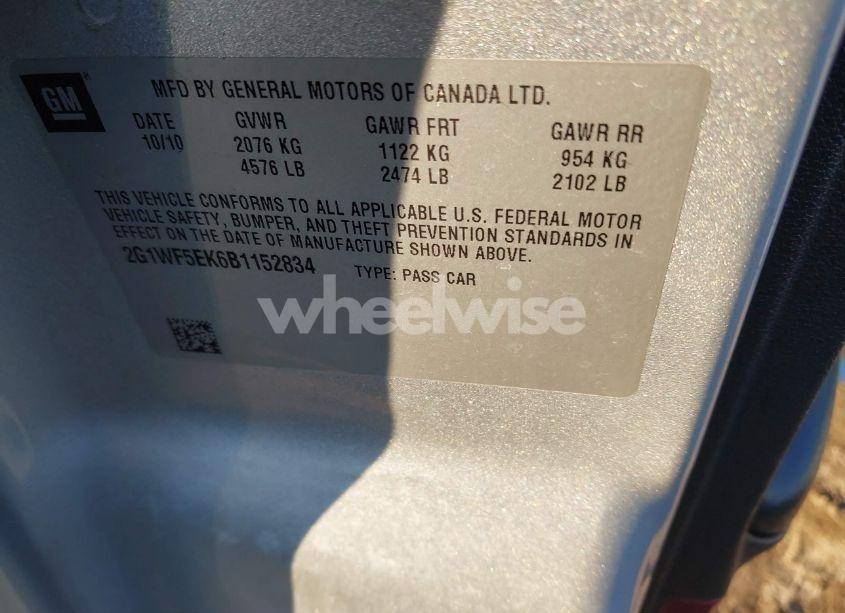 GM
MFD BY GENERAL MOTORS OF CANADA LTD.
DATE GVWR GAWR FRT GAWR RR
10/10 2076 KG 1122 KG 954 KG
4576 LB 2474 LB 2102 LB
THIS VEHICLE CONFORMS TO ALL APPLICABLE U.S. FEDERAL MOTOR
VEHICLE SAFETY, BUMPER, AND THEFT PREVENTION STANDARDS IN
EFFECT ON THE DATE OF MANUFACTURE SHOWN ABOVE.
2G1WF5EK6B1152834 TYPE: PASS CAR
wheelwise